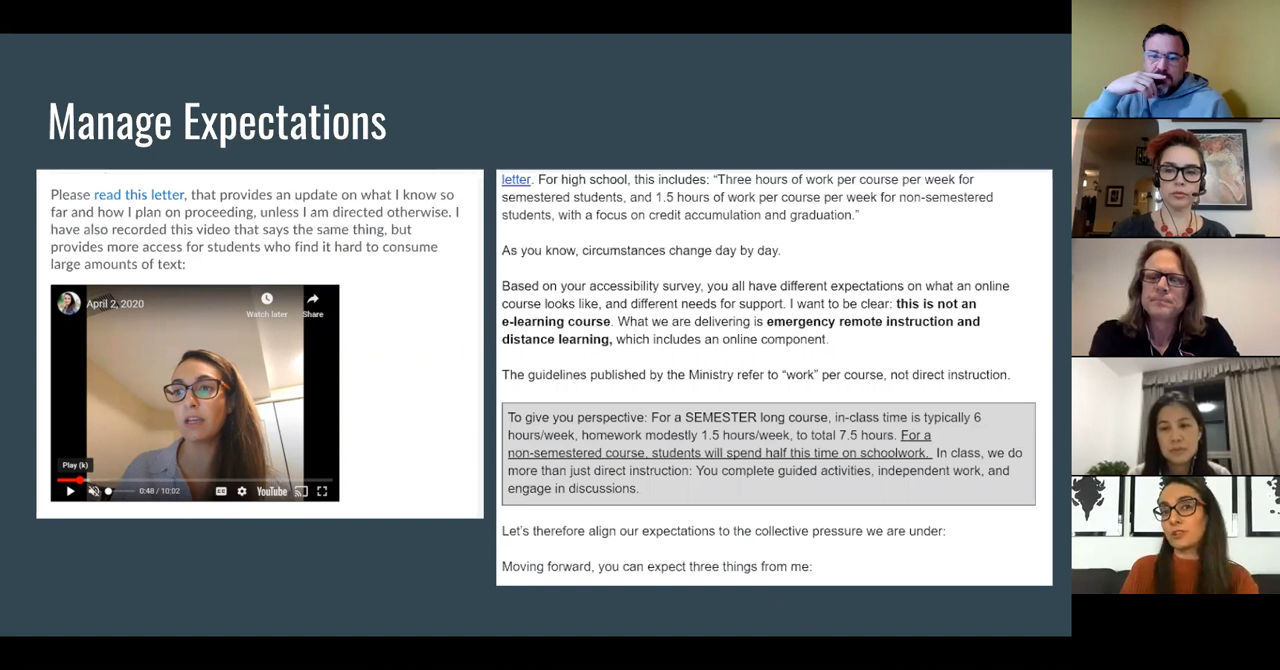 Manage Expectations
Please read this letter, that provides an update on what I know so
far and how I plan on proceeding, unless I am directed otherwise. I
have also recorded this video that says the same thing, but
provides more access for students who find it hard to consume
large amounts of text:
April 2, 2020
Watch later
Share
Play (k)
0:48 / 10:02
CC
YouTube
letter. For high school, this includes: “Three hours of work per course per week for
semestered students, and 1.5 hours of work per course per week for non-semestered
students, with a focus on credit accumulation and graduation.”
As you know, circumstances change day by day.
Based on your accessibility survey, you all have different expectations on what an online
course looks like, and different needs for support. I want to be clear: this is not an
e-learning course. What we are delivering is emergency remote instruction and
distance learning, which includes an online component.
The guidelines published by the Ministry refer to “work” per course, not direct instruction.
To give you perspective: For a SEMESTER long course, in-class time is typically 6
hours/week, homework modestly 1.5 hours/week, to total 7.5 hours. For a
non-semestered course, students will spend half this time on schoolwork. In class, we do
more than just direct instruction: You complete guided activities, independent work, and
engage in discussions.
Let’s therefore align our expectations to the collective pressure we are under:
Moving forward, you can expect three things from me: